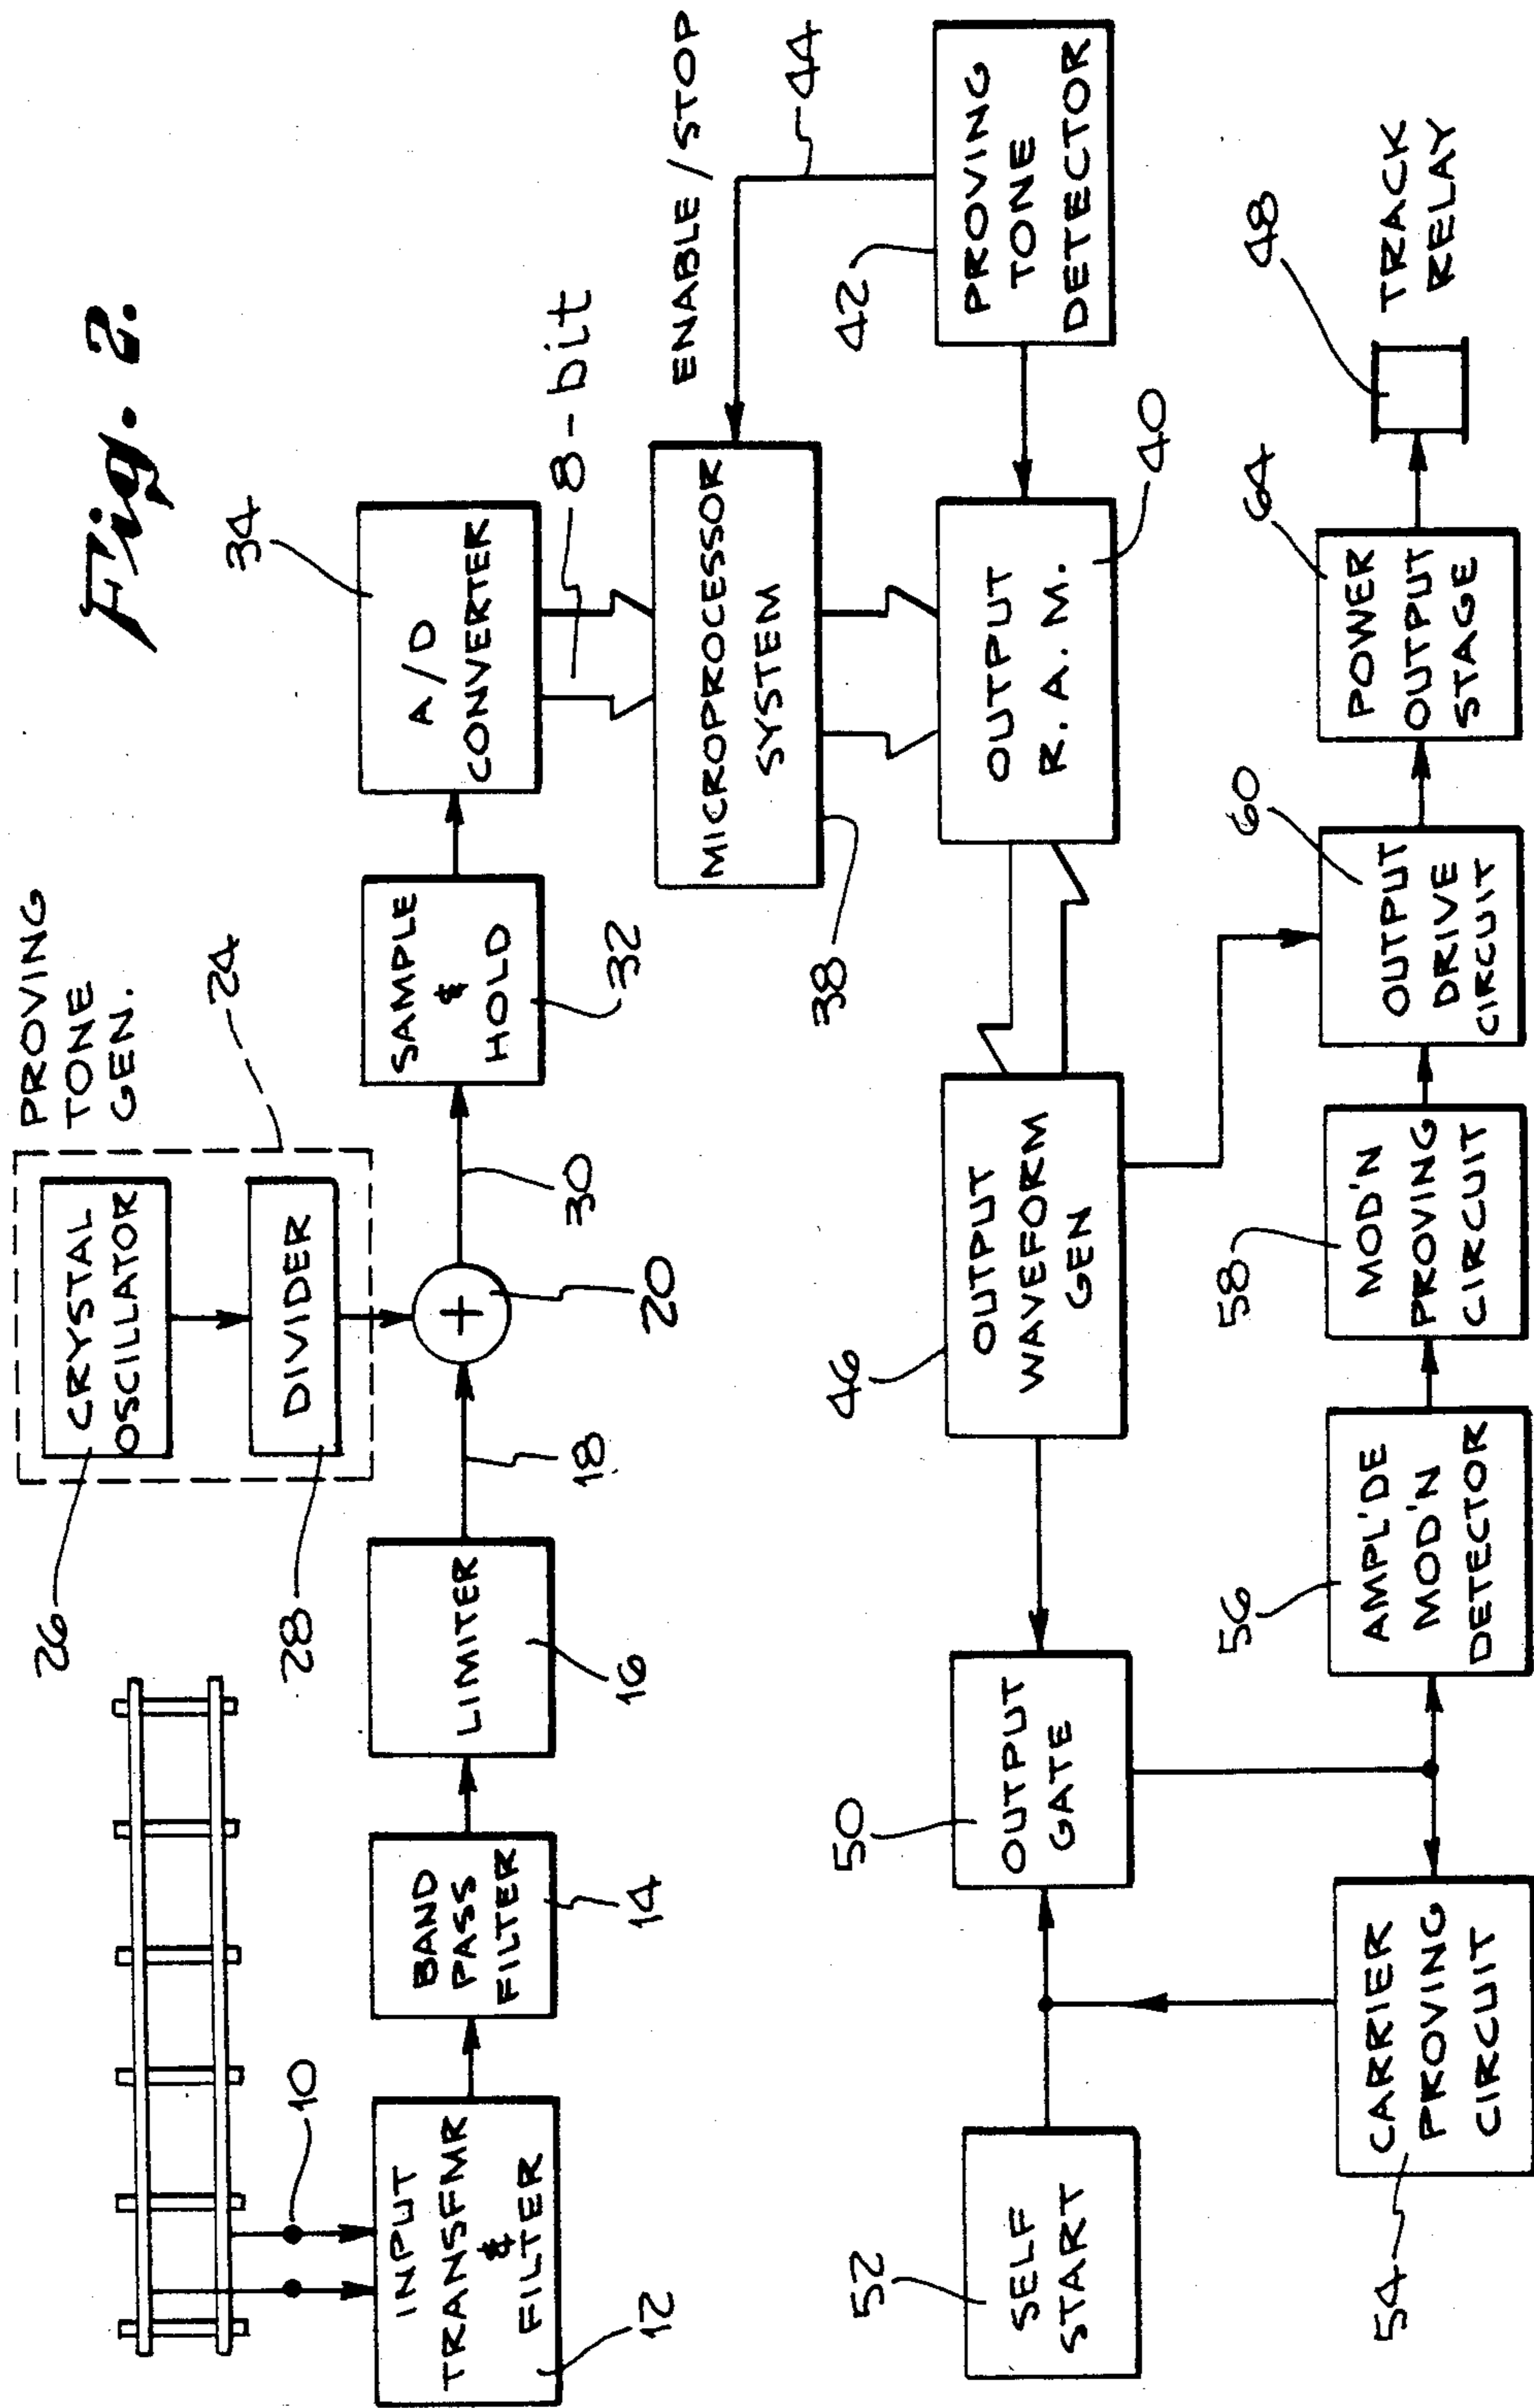 Fig. 2.
PROVING
TONE
GEN.
24
CRYSTAL
OSCILLATOR
26
DIVIDER
28
10
INPUT
TRANSFMR
&
FILTER
12
BAND
PASS
FILTER
14
LIMITER
16
18
+
20
30
SAMPLE
&
HOLD
32
A/D
CONVERTER
34
8-bit
MICROPROCESSOR
SYSTEM
38
ENABLE/STOP
44
PROVING
TONE
DETECTOR
42
OUTPUT
R.A.M.
40
OUTPUT
WAVEFORM
GEN
46
OUTPUT
GATE
50
SELF
START
52
CARRIER
PROVING
CIRCUIT
54
AMPL'DE
MOD'N
DETECTOR
56
MOD'N
PROVING
CIRCUIT
58
OUTPUT
DRIVE
CIRCUIT
60
POWER
OUTPUT
STAGE
64
48
TRACK
RELAY